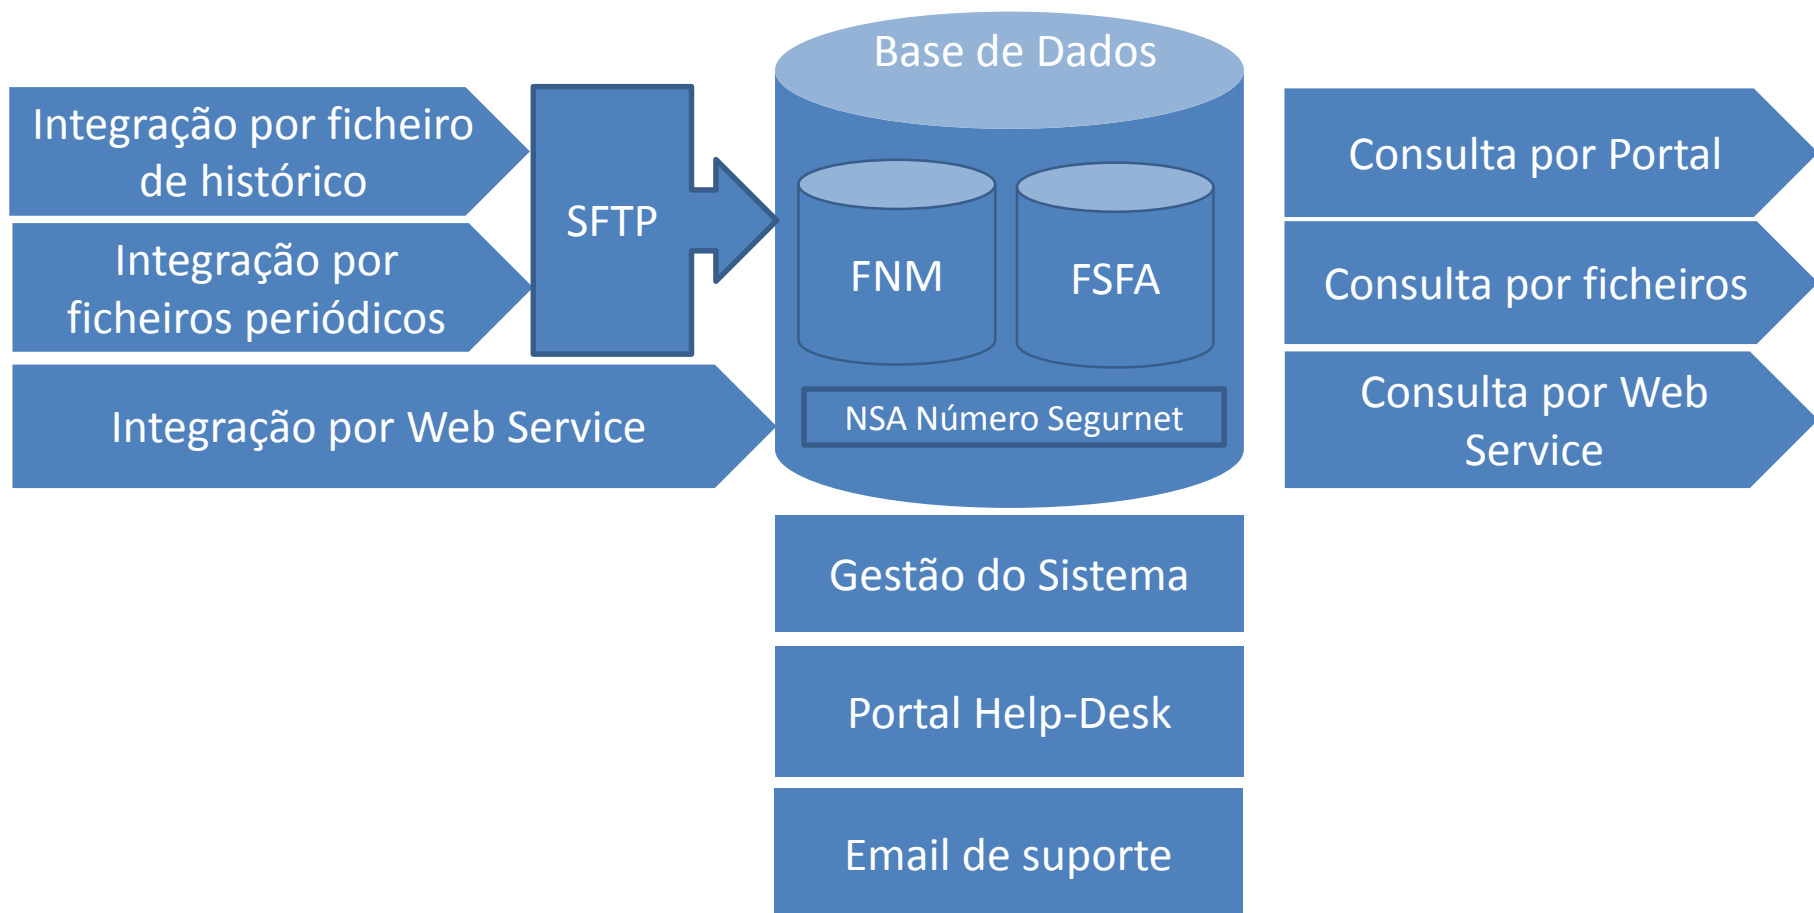 Integração por ficheiro
de histórico
Integração por
ficheiros periódicos
Integração por Web Service
SFTP
Base de Dados
FNM
FSFA
NSA Número Segurnet
Consulta por Portal
Consulta por ficheiros
Consulta por Web
Service
Gestão do Sistema
Portal Help-Desk
Email de suporte